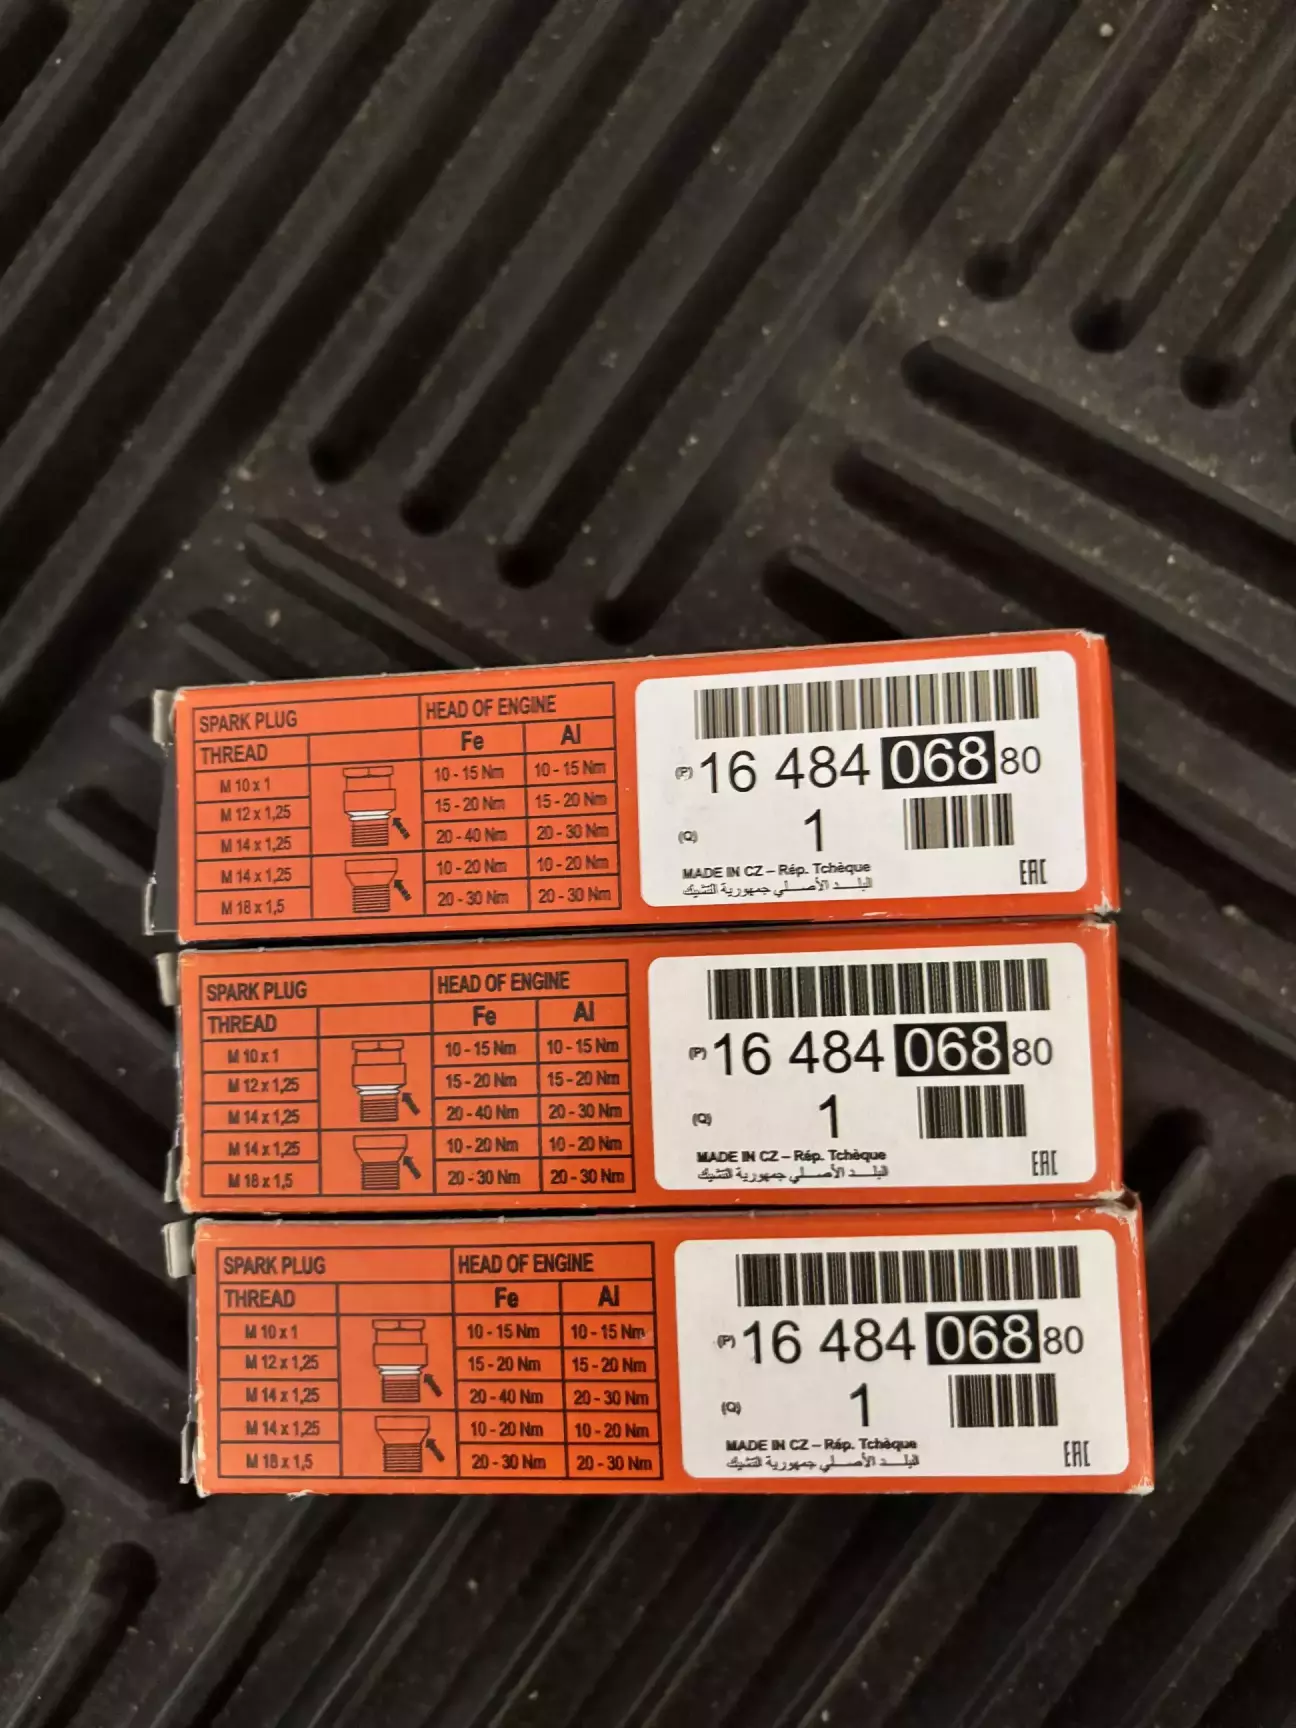 SPARK PLUG HEAD OF ENGINE
THREAD Fe Al
M 10 x 1 10 - 15 Nm 10 - 15 Nm
M 12 x 1,25 15 - 20 Nm 15 - 20 Nm
M 14 x 1,25 20 - 40 Nm 20 - 30 Nm
M 14 x 1,25 10 - 20 Nm 10 - 20 Nm
M 18 x 1,5 20 - 30 Nm 20 - 30 Nm
(P) 16 484 068 80
(Q) 1
MADE IN CZ – Rép. Tchèque
البلد الأصلي جمهورية التشيك
EAC
SPARK PLUG HEAD OF ENGINE
THREAD Fe Al
M 10 x 1 10 - 15 Nm 10 - 15 Nm
M 12 x 1,25 15 - 20 Nm 15 - 20 Nm
M 14 x 1,25 20 - 40 Nm 20 - 30 Nm
M 14 x 1,25 10 - 20 Nm 10 - 20 Nm
M 18 x 1,5 20 - 30 Nm 20 - 30 Nm
(P) 16 484 068 80
(Q) 1
MADE IN CZ – Rép. Tchèque
البلد الأصلي جمهورية التشيك
EAC
SPARK PLUG HEAD OF ENGINE
THREAD Fe Al
M 10 x 1 10 - 15 Nm 10 - 15 Nm
M 12 x 1,25 15 - 20 Nm 15 - 20 Nm
M 14 x 1,25 20 - 40 Nm 20 - 30 Nm
M 14 x 1,25 10 - 20 Nm 10 - 20 Nm
M 18 x 1,5 20 - 30 Nm 20 - 30 Nm
(P) 16 484 068 80
(Q) 1
MADE IN CZ – Rép. Tchèque
البلد الأصلي جمهورية التشيك
EAC